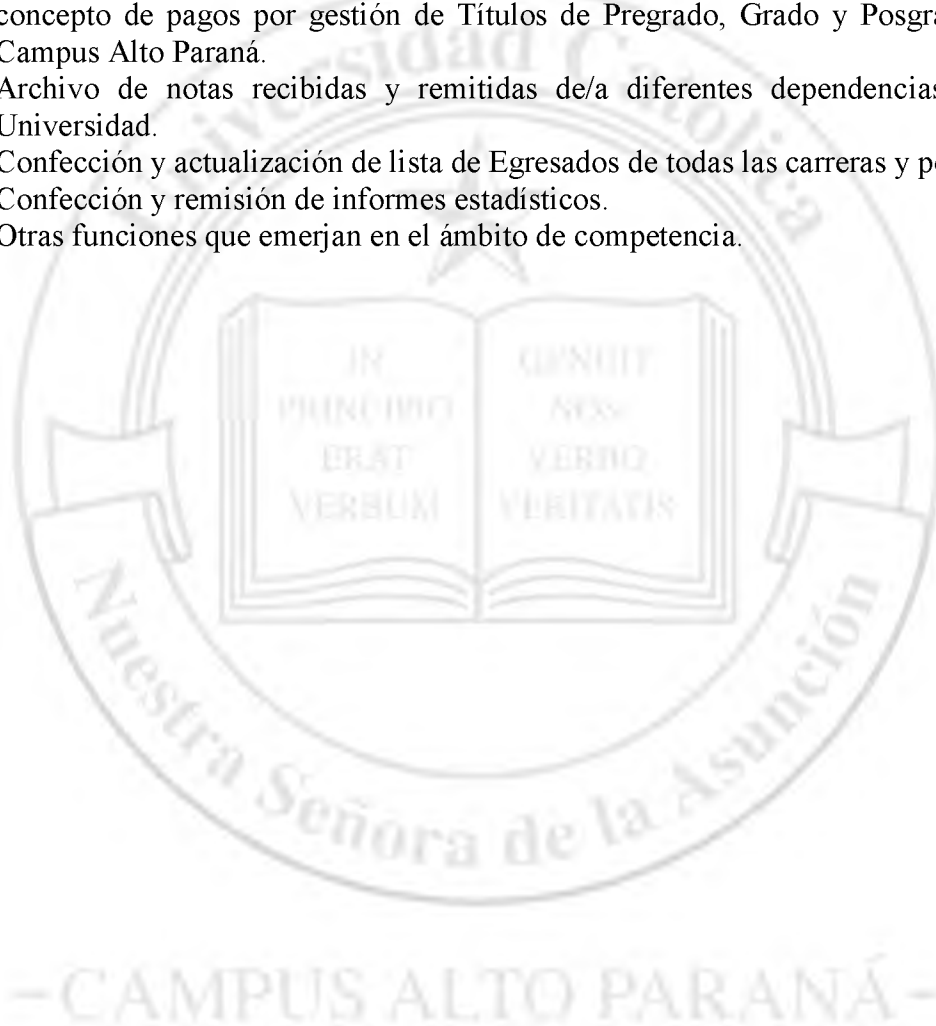 concepto de pagos por gestión de Títulos de Pregrado, Grado y Posgra
Campus Alto Paraná.
Archivo de notas recibidas y remitidas de/a diferentes dependencias
Universidad.
Confección y actualización de lista de Egresados de todas las carreras y po
Confección y remisión de informes estadísticos.
Otras funciones que emerjan en el ámbito de competencia.
Universidad Católica
IN
PRINCIPIO
ERAT
VERBUM
GENUIT
NOS
VERBO
VERITATIS
Nuestra Señora de la Asunción
-CAMPUS ALTO PARANÁ-